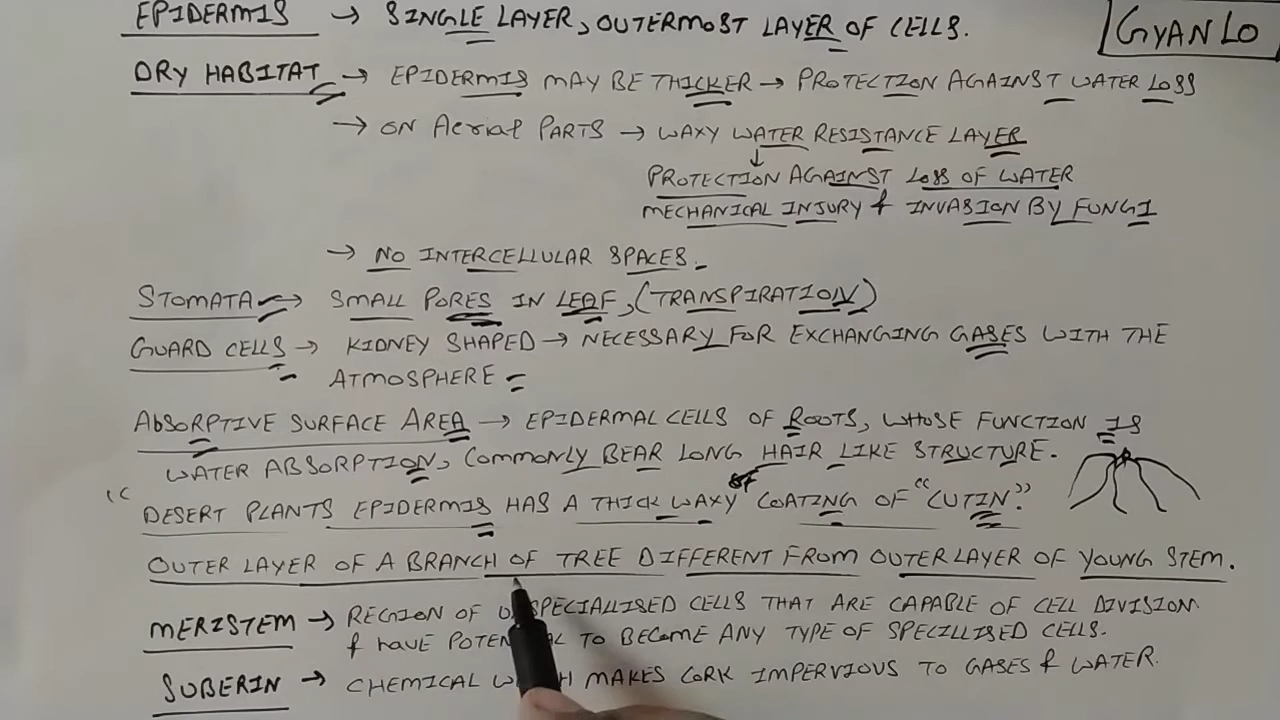 EPIDERMIS → SINGLE LAYER, OUTERMOST LAYER OF CELLS.
GYAN LO
DRY HABITAT → EPIDERMIS MAY BE THICKER → PROTECTION AGAINST WATER LOSS
→ ON Aerial PARTS → WAXY WATER RESISTANCE LAYER
↓
PROTECTION AGAINST LOSS OF WATER
MECHANICAL INJURY & INVASION BY FUNGI
→ NO INTERCELLULAR SPACES.
STOMATA → SMALL PORES IN LEAF, (TRANSPIRATION)
GUARD CELLS → KIDNEY SHAPED → NECESSARY FOR EXCHANGING GASES WITH THE
ATMOSPHERE
ABSORPTIVE SURFACE AREA → EPIDERMAL CELLS OF ROOTS, WHOSE FUNCTION IS
WATER ABSORPTION, COMMONLY BEAR LONG HAIR LIKE STRUCTURE.
"DESERT PLANTS EPIDERMIS HAS A THICK WAXY COATING OF "CUTIN".
OUTER LAYER OF A BRANCH OF TREE DIFFERENT FROM OUTER LAYER OF YOUNG STEM.
MERISTEM → REGION OF CELLS THAT ARE CAPABLE OF CELL DIVISION
& HAVE TO BECOME ANY TYPE OF SPECILLISED CELLS.
SUBERIN → CHEMICAL MAKES CORK IMPERVIOUS TO GASES & WATER.